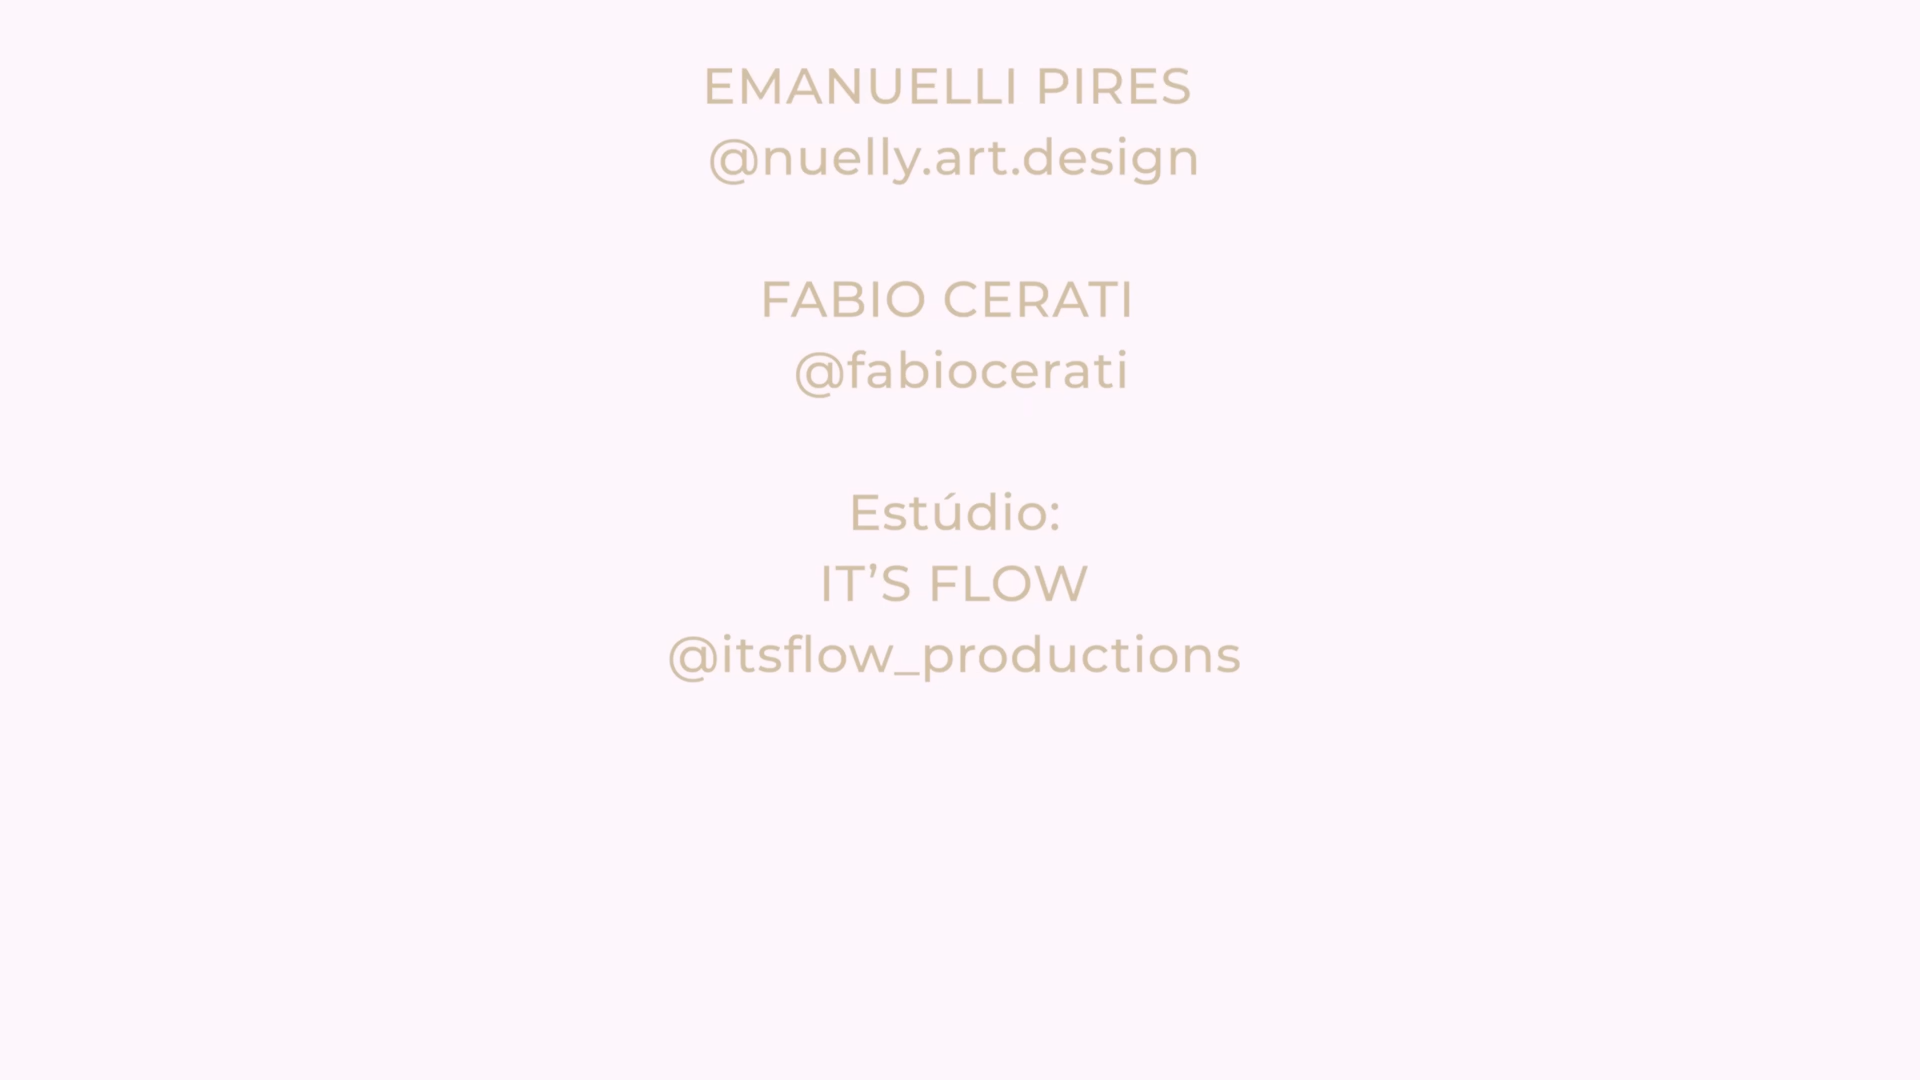 EMANUELLI PIRES
@nuelly.art.design
FABIO CERATI
@fabiocerati
Estúdio:
IT’S FLOW
@itsflow_productions